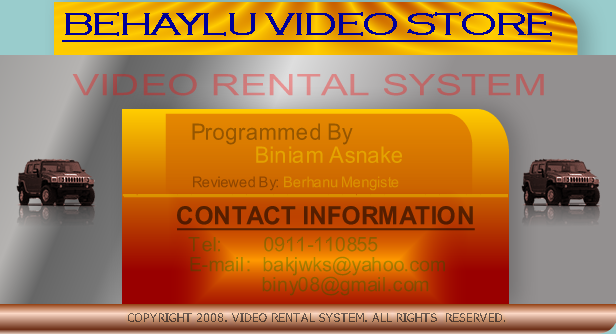 BEHAYLU VIDEO STORE
VIDEO RENTAL SYSTEM
Programmed By
Biniam Asnake
Reviewed By: Berhanu Mengiste
CONTACT INFORMATION
Tel: 0911-110855
E-mail: bakjwks@yahoo.com
biny08@gmail.com
COPYRIGHT 2008. VIDEO RENTAL SYSTEM. ALL RIGHTS RESERVED.